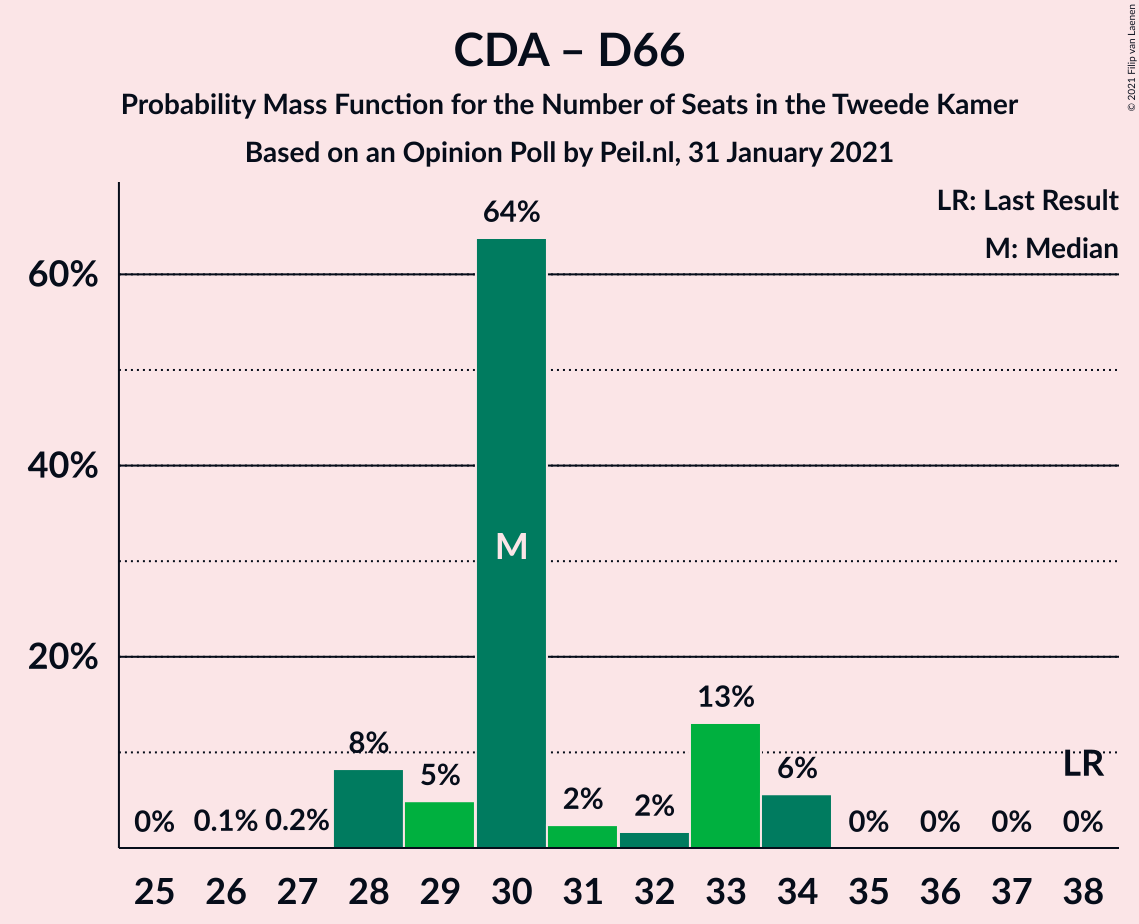 CDA – D66
Probability Mass Function for the Number of Seats in the Tweede Kamer
Based on an Opinion Poll by Peil.nl, 31 January 2021
© 2021 Filip van Laenen
LR: Last Result
M: Median
60%
40%
20%
0% 0.1% 0.2% 8% 5% 64% 2% 2% 13% 6% 0% 0% 0% 0%
M
LR
25 26 27 28 29 30 31 32 33 34 35 36 37 38